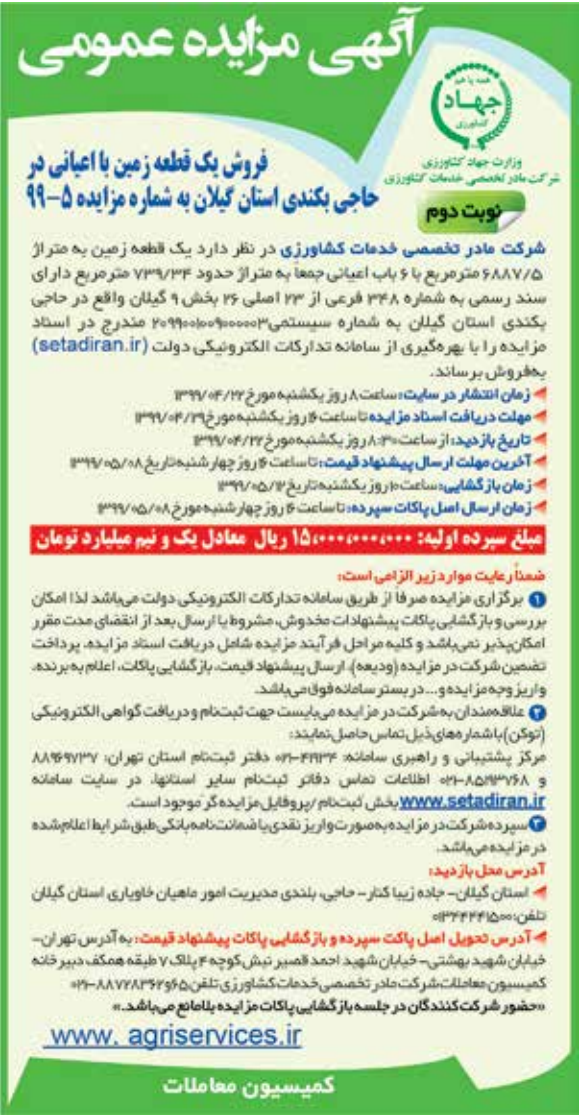 آگهی مزایده عمومی
همه با هم
جهاد
کشاورزی
وزارت جهاد کشاورزی
شرکت مادر تخصصی خدمات کشاورزی
فروش یک قطعه زمین با اعیانی در
حاجی بکندی استان گیلان به شماره مزایده ۵-۹۹
نوبت دوم
شرکت مادر تخصصی خدمات کشاورزی در نظر دارد یک قطعه زمین به متراژ
۶۸۸۷/۵ مترمربع با ۶ باب اعیانی جمعاً به متراژ حدود ۷۳۹/۳۴ مترمربع دارای
سند رسمی به شماره ۳۴۸ فرعی از ۲۳ اصلی ۲۶ بخش ۹ گیلان واقع در حاجی
بکندی استان گیلان به شماره سیستمی ۲۰۹۹۰۰۱۰۰۹۰۰۰۰۰۳ مندرج در اسناد
مزایده را با بهره‌گیری از سامانه تدارکات الکترونیکی دولت (setadiran.ir)
به‌فروش برساند.
زمان انتشار در سایت: ساعت ۸ روز یکشنبه مورخ ۱۳۹۹/۰۴/۲۲
مهلت دریافت اسناد مزایده تا ساعت ۱۶ روز یکشنبه مورخ ۱۳۹۹/۰۴/۲۹
تاریخ بازدید: از ساعت ۸:۳۰ روز یکشنبه مورخ ۱۳۹۹/۰۴/۲۲
آخرین مهلت ارسال پیشنهاد قیمت: تا ساعت ۱۶ روز چهارشنبه تاریخ ۱۳۹۹/۰۵/۰۸
زمان بازگشایی: ساعت ۱۰ روز یکشنبه تاریخ ۱۳۹۹/۰۵/۱۲
زمان ارسال اصل پاکات سپرده: تا ساعت ۱۶ روز چهارشنبه مورخ ۱۳۹۹/۰۵/۰۸
مبلغ سپرده اولیه: ۱۵،۰۰۰،۰۰۰،۰۰۰ ریال معادل یک و نیم میلیارد تومان
ضمناً رعایت موارد زیر الزامی است:
۱ برگزاری مزایده صرفاً از طریق سامانه تدارکات الکترونیکی دولت می‌باشد لذا امکان
بررسی و بازگشایی پاکات پیشنهادات مخدوش، مشروط یا ارسال بعد از انقضای مدت مقرر
امکان‌پذیر نمی‌باشد و کلیه مراحل فرآیند مزایده شامل دریافت اسناد مزایده، پرداخت
تضمین شرکت در مزایده (ودیعه)، ارسال پیشنهاد قیمت، بازگشایی پاکات، اعلام به برنده،
واریز وجه مزایده و... در بستر سامانه فوق می‌باشد.
۲ علاقه‌مندان به شرکت در مزایده می‌بایست جهت ثبت‌نام و دریافت گواهی الکترونیکی
(توکن) با شماره‌های ذیل تماس حاصل نمایند:
مرکز پشتیبانی و راهبری سامانه: ۴۱۹۳۴-۰۲۱ دفتر ثبت‌نام استان تهران: ۸۸۹۶۹۷۳۷
و ۸۵۱۹۳۷۶۸-۰۲۱ اطلاعات تماس دفاتر ثبت‌نام سایر استانها، در سایت سامانه
www.setadiran.ir بخش ثبت‌نام/پروفایل مزایده‌گر موجود است.
۳ سپرده شرکت در مزایده به‌صورت واریز نقدی یا ضمانت‌نامه بانکی طبق شرایط اعلام شده
در مزایده می‌باشد.
آدرس محل بازدید:
استان گیلان- جاده زیبا کنار- حاجی، بلندی مدیریت امور ماهیان خاویاری استان گیلان
تلفن: ۰۱۳۴۴۴۴۱۵۰۰
آدرس تحویل اصل پاکت سپرده و بازگشایی پاکات پیشنهاد قیمت: به آدرس تهران-
خیابان شهید بهشتی- خیابان شهید احمد قصیر نبش کوچه ۴ پلاک ۷ طبقه همکف دبیرخانه
کمیسیون معاملات شرکت مادر تخصصی خدمات کشاورزی تلفن ۶۵ و ۸۸۷۲۸۳۶۲-۰۲۱
«حضور شرکت کنندگان در جلسه بازگشایی پاکات مزایده بلامانع می‌باشد.»
www. agriservices.ir
کمیسیون معاملات